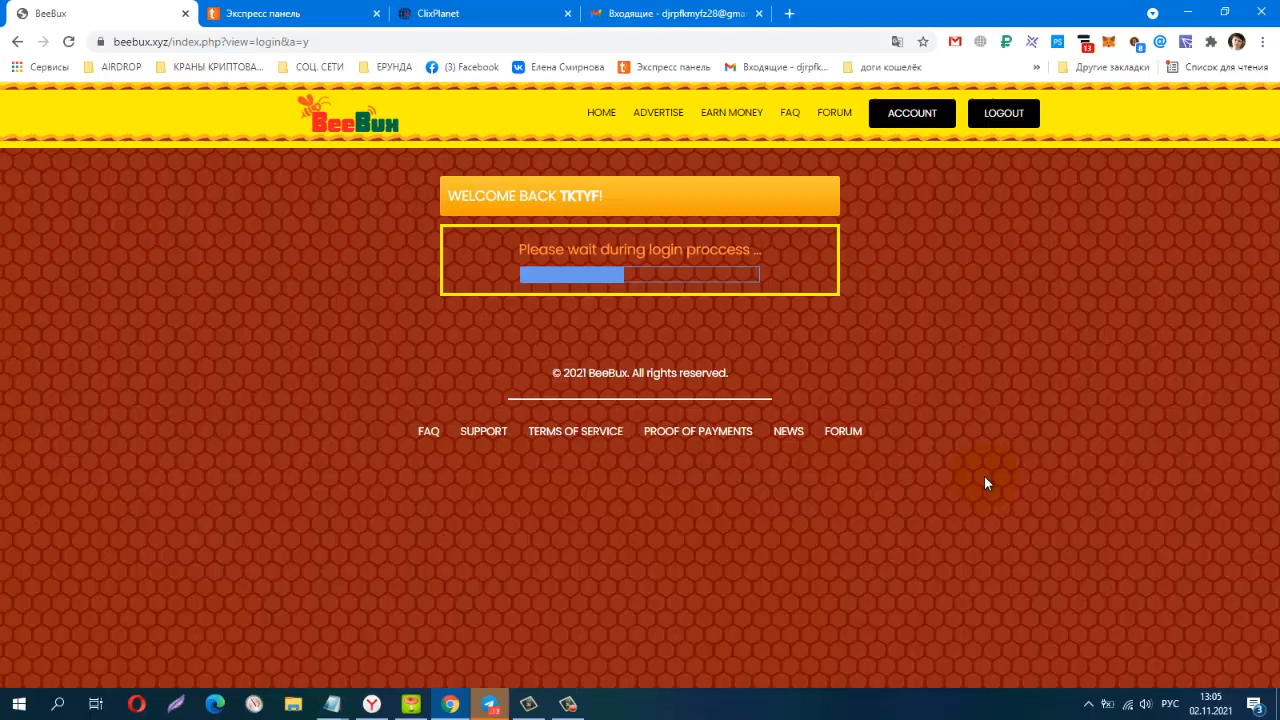 BeeBux
Экспресс панель
ClixPlanet
Входящие - djrpfkmyfz28@gma
beebux.xyz/index.php?view=login&a=y
13
8
Сервисы
AIRDROP
КРАНЫ КРИПТОВА...
СОЦ. СЕТИ
ЕРУНДА
(3) Facebook
Елена Смирнова
Экспресс панель
Входящие - djrpfk...
доги кошелёк
»
Другие закладки
Список для чтения
BeeBux
HOME
ADVERTISE
EARN MONEY
FAQ
FORUM
ACCOUNT
LOGOUT
WELCOME BACK TKTYF!
Please wait during login proccess ...
© 2021 BeeBux. All rights reserved.
FAQ
SUPPORT
TERMS OF SERVICE
PROOF OF PAYMENTS
NEWS
FORUM
РУС
13:05
02.11.2021
3